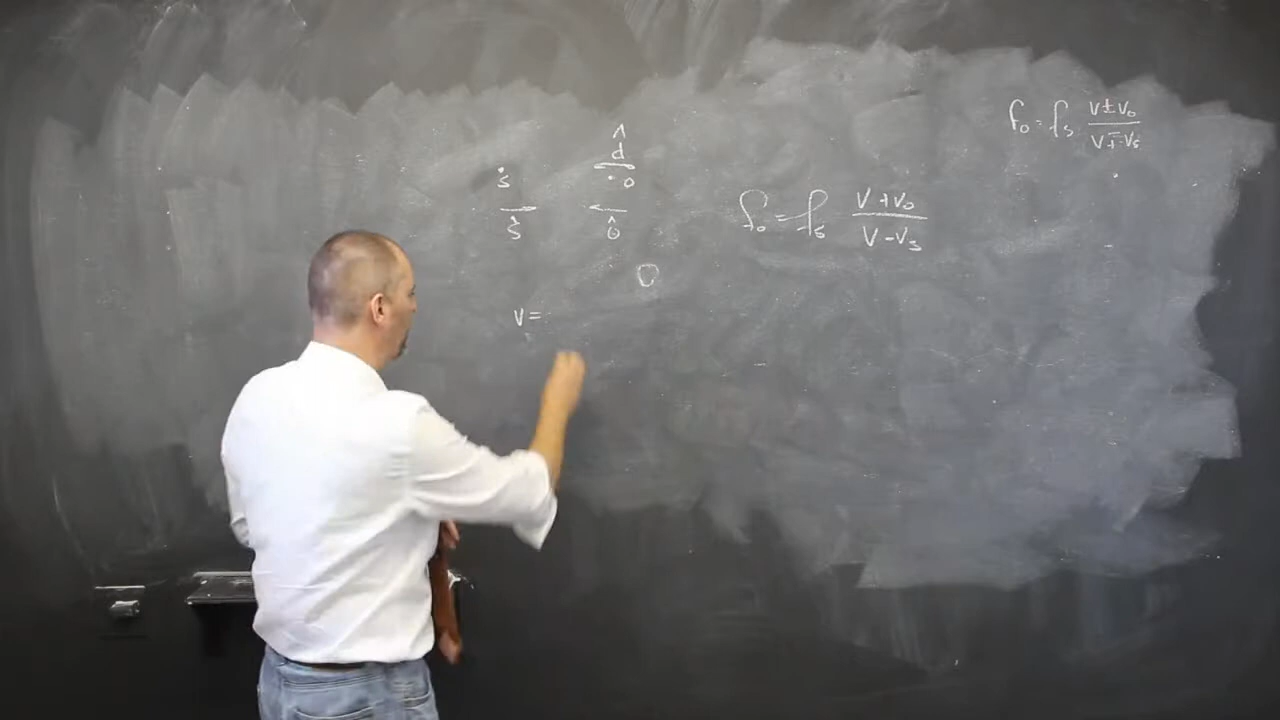 f₀ = fₛ (V ± V₀) / (V ∓ Vₛ)
d̂
ṡ · o
ŝ ô
f₀ = fₛ (V + V₀) / (V - Vₛ)
O
V =